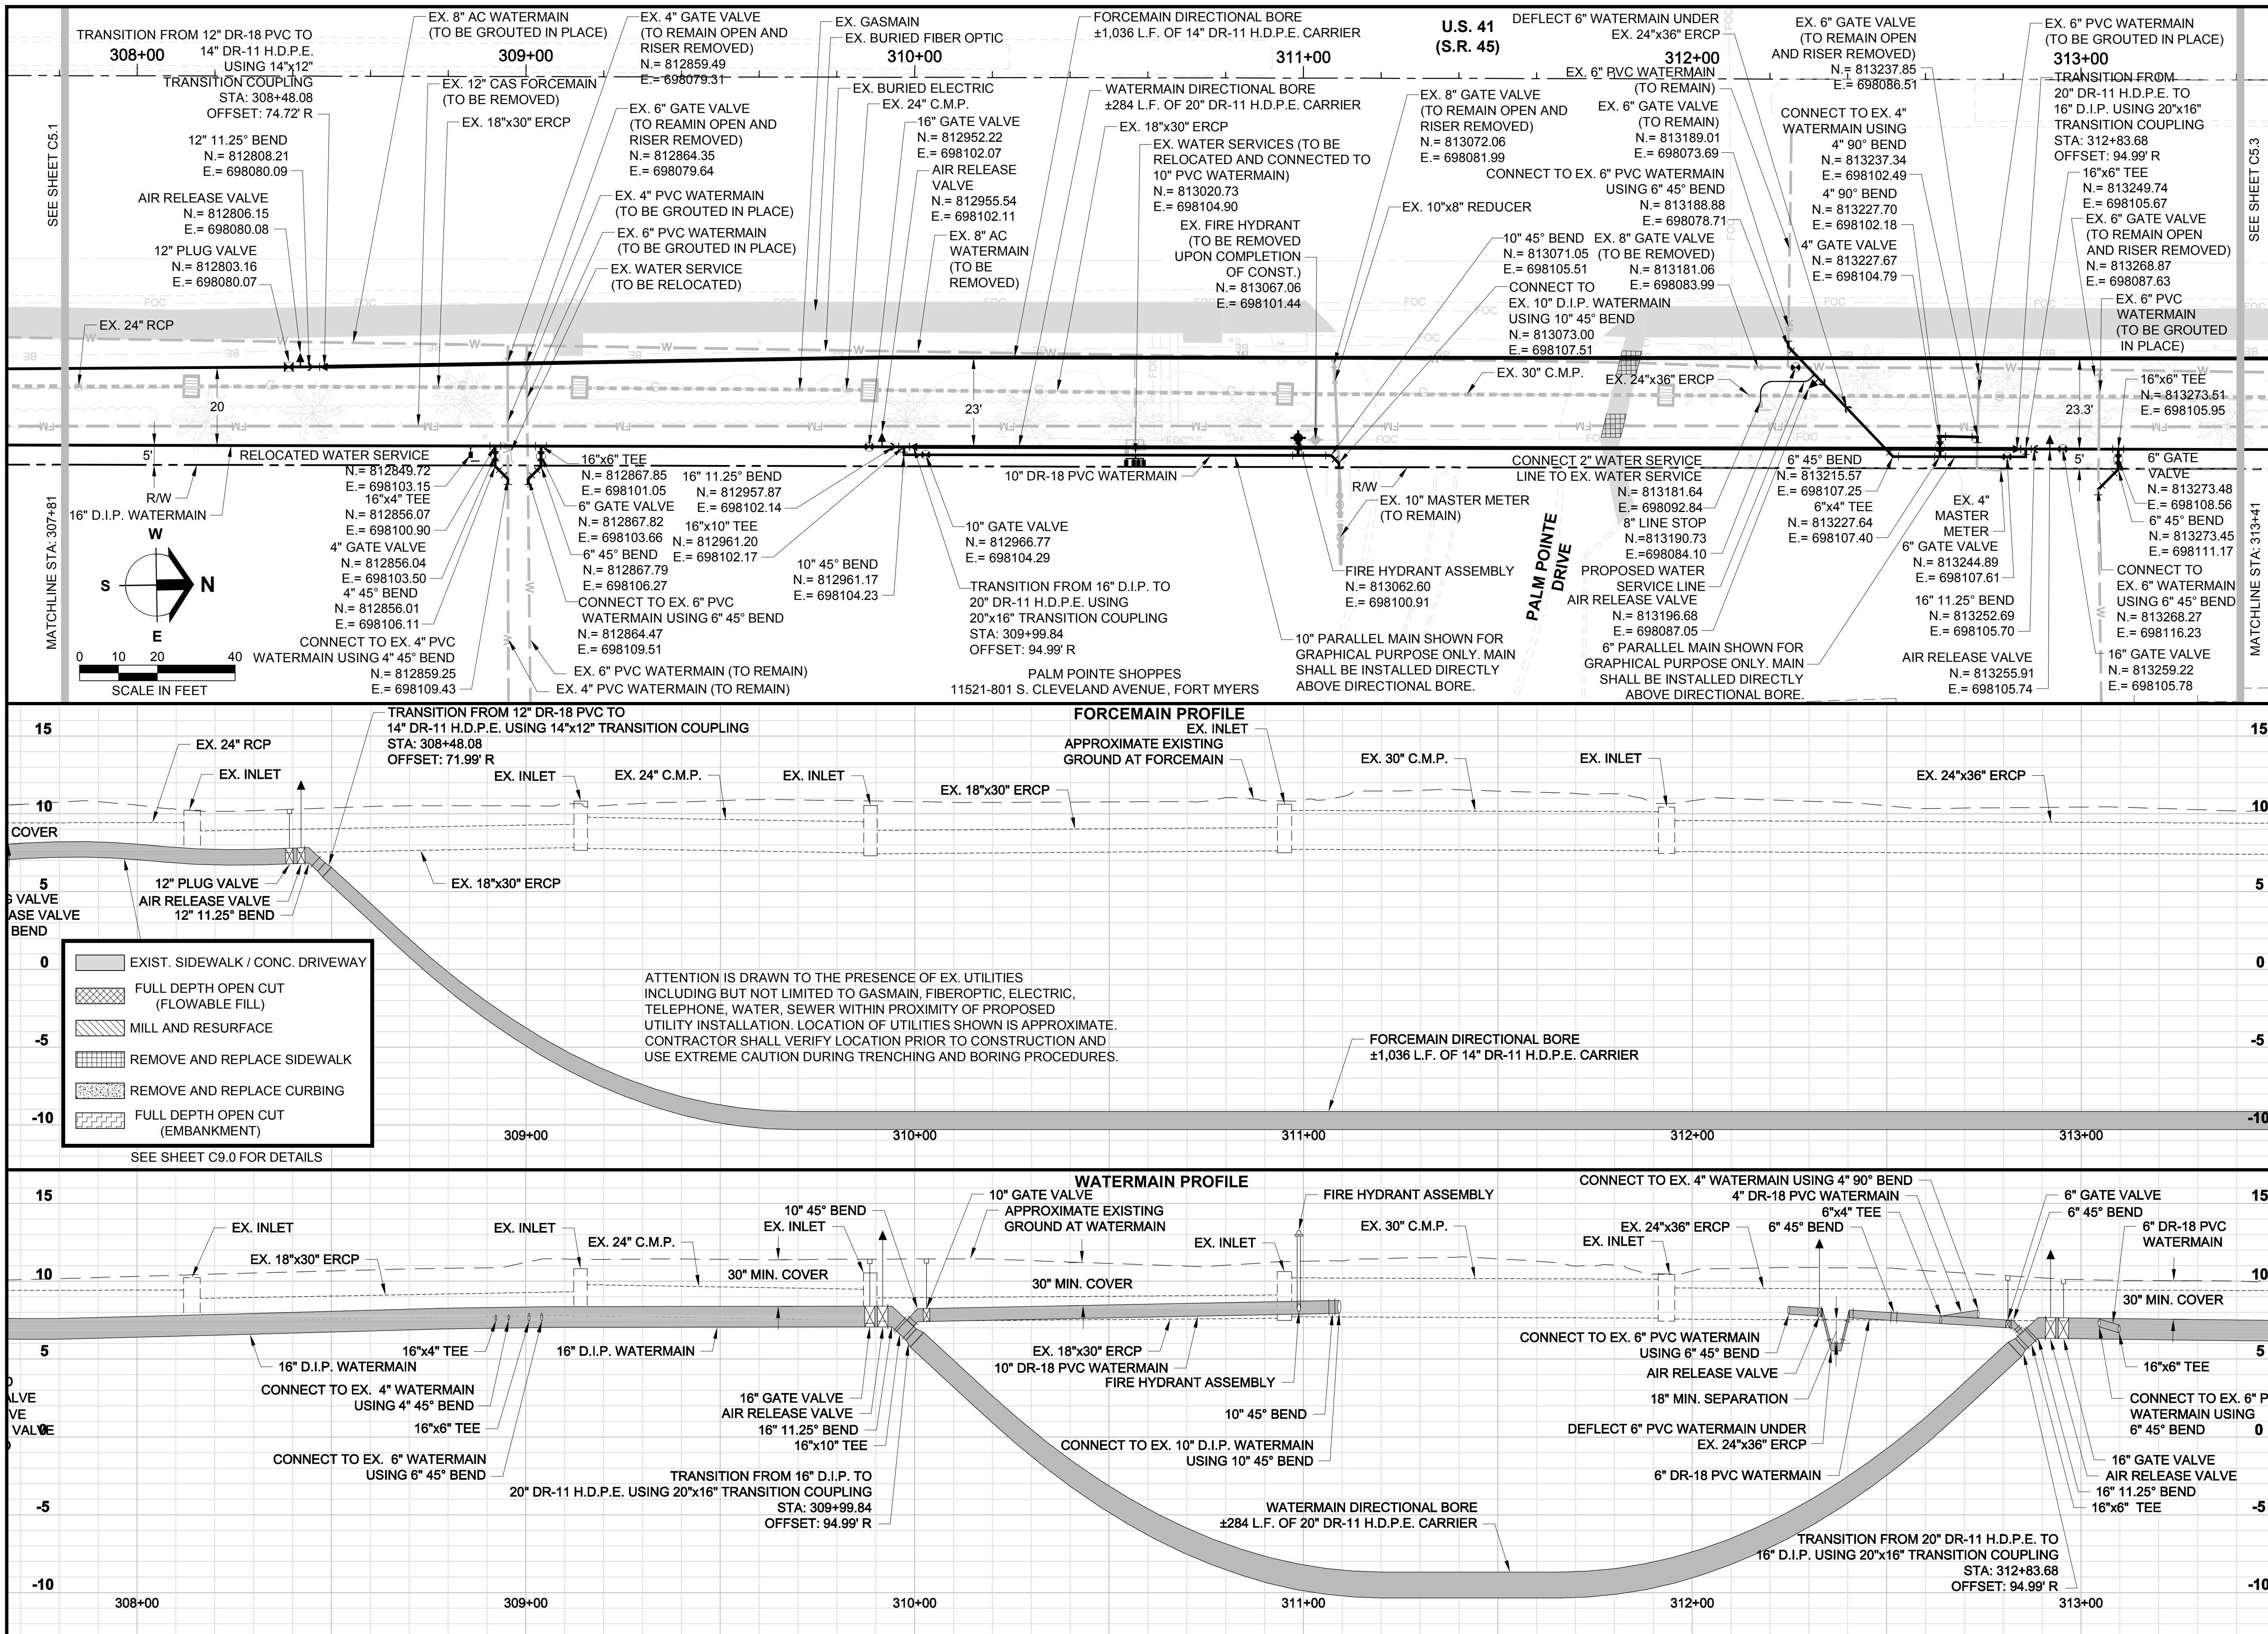 TRANSITION FROM 12" DR-18 PVC TO
14" DR-11 H.D.P.E.
USING 14"x12"
TRANSITION COUPLING
STA: 308+48.08
OFFSET: 74.72' R
308+00
12" 11.25° BEND
N.= 812808.21
E.= 698080.09
AIR RELEASE VALVE
N.= 812806.15
E.= 698080.08
12" PLUG VALVE
N.= 812803.16
E.= 698080.07
SEE SHEET C5.1
EX. 24" RCP
EX. 8" AC WATERMAIN
(TO BE GROUTED IN PLACE)
309+00
EX. 12" CAS FORCEMAIN
(TO BE REMOVED)
EX. 18"x30" ERCP
EX. 4" GATE VALVE
(TO REMAIN OPEN AND
RISER REMOVED)
N.= 812859.49
E.= 698079.31
EX. 6" GATE VALVE
(TO REAMIN OPEN AND
RISER REMOVED)
N.= 812864.35
E.= 698079.64
EX. 4" PVC WATERMAIN
(TO BE GROUTED IN PLACE)
EX. 6" PVC WATERMAIN
(TO BE GROUTED IN PLACE)
EX. WATER SERVICE
(TO BE RELOCATED)
EX. GASMAIN
EX. BURIED FIBER OPTIC
310+00
EX. BURIED ELECTRIC
EX. 24" C.M.P.
16" GATE VALVE
N.= 812952.22
E.= 698102.07
AIR RELEASE
VALVE
N.= 812955.54
E.= 698102.11
EX. 8" AC
WATERMAIN
(TO BE
REMOVED)
FORCEMAIN DIRECTIONAL BORE
±1,036 L.F. OF 14" DR-11 H.D.P.E. CARRIER
WATERMAIN DIRECTIONAL BORE
±284 L.F. OF 20" DR-11 H.D.P.E. CARRIER
EX. 18"x30" ERCP
EX. WATER SERVICES (TO BE
RELOCATED AND CONNECTED TO
10" PVC WATERMAIN)
N.= 813020.73
E.= 698104.90
EX. FIRE HYDRANT
(TO BE REMOVED
UPON COMPLETION
OF CONST.)
N.= 813067.06
E.= 698101.44
311+00
U.S. 41
(S.R. 45)
EX. 8" GATE VALVE
(TO REMAIN OPEN AND
RISER REMOVED)
N.= 813072.06
E.= 698081.99
EX. 10"x8" REDUCER
10" 45° BEND
N.= 813071.05
E.= 698105.51
CONNECT TO
EX. 10" D.I.P. WATERMAIN
USING 10" 45° BEND
N.= 813073.00
E.= 698107.51
EX. 30" C.M.P.
DEFLECT 6" WATERMAIN UNDER
EX. 24"x36" ERCP
312+00
EX. 6" PVC WATERMAIN
(TO REMAIN)
EX. 6" GATE VALVE
(TO REMAIN)
N.= 813189.01
E.= 698073.69
CONNECT TO EX. 6" PVC WATERMAIN
USING 6" 45° BEND
N.= 813188.88
E.= 698078.71
EX. 8" GATE VALVE
(TO BE REMOVED)
N.= 813181.06
E.= 698083.99
EX. 24"x36" ERCP
EX. 6" GATE VALVE
(TO REMAIN OPEN
AND RISER REMOVED)
N.= 813237.85
E.= 698086.51
CONNECT TO EX. 4"
WATERMAIN USING
4" 90° BEND
N.= 813237.34
E.= 698102.49
4" 90° BEND
N.= 813227.70
E.= 698102.18
4" GATE VALVE
N.= 813227.67
E.= 698104.79
EX. 6" PVC WATERMAIN
(TO BE GROUTED IN PLACE)
313+00
TRANSITION FROM
20" DR-11 H.D.P.E. TO
16" D.I.P. USING 20"x16"
TRANSITION COUPLING
STA: 312+83.68
OFFSET: 94.99' R
16"x6" TEE
N.= 813249.74
E.= 698105.67
EX. 6" GATE VALVE
(TO REMAIN OPEN
AND RISER REMOVED)
N.= 813268.87
E.= 698087.63
EX. 6" PVC
WATERMAIN
(TO BE GROUTED
IN PLACE)
SEE SHEET C5.3
16"x6" TEE
N.= 813273.51
E.= 698105.95
20
23'
23.3'
5'
5'
R/W
16" D.I.P. WATERMAIN
MATCHLINE STA: 307+81
W
S
N
E
0 10 20 40
SCALE IN FEET
RELOCATED WATER SERVICE
N.= 812849.72
E.= 698103.15
16"x4" TEE
N.= 812856.07
E.= 698100.90
4" GATE VALVE
N.= 812856.04
E.= 698103.50
4" 45° BEND
N.= 812856.01
E.= 698106.11
CONNECT TO EX. 4" PVC
WATERMAIN USING 4" 45° BEND
N.= 812859.25
E.= 698109.43
16"x6" TEE
N.= 812867.85
E.= 698101.05
6" GATE VALVE
N.= 812867.82
E.= 698103.66
6" 45° BEND
N.= 812867.79
E.= 698106.27
CONNECT TO EX. 6" PVC
WATERMAIN USING 6" 45° BEND
N.= 812864.47
E.= 698109.51
EX. 6" PVC WATERMAIN (TO REMAIN)
EX. 4" PVC WATERMAIN (TO REMAIN)
16" 11.25° BEND
N.= 812957.87
E.= 698102.14
16"x10" TEE
N.= 812961.20
E.= 698102.17
10" 45° BEND
N.= 812961.17
E.= 698104.23
10" GATE VALVE
N.= 812966.77
E.= 698104.29
TRANSITION FROM 16" D.I.P. TO
20" DR-11 H.D.P.E. USING
20"x16" TRANSITION COUPLING
STA: 309+99.84
OFFSET: 94.99' R
PALM POINTE SHOPPES
11521-801 S. CLEVELAND AVENUE, FORT MYERS
10" DR-18 PVC WATERMAIN
R/W
EX. 10" MASTER METER
(TO REMAIN)
FIRE HYDRANT ASSEMBLY
N.= 813062.60
E.= 698100.91
10" PARALLEL MAIN SHOWN FOR
GRAPHICAL PURPOSE ONLY. MAIN
SHALL BE INSTALLED DIRECTLY
ABOVE DIRECTIONAL BORE.
PALM POINTE
DRIVE
CONNECT 2" WATER SERVICE
LINE TO EX. WATER SERVICE
N.= 813181.64
E.= 698092.84
8" LINE STOP
N.=813190.73
E.=698084.10
PROPOSED WATER
SERVICE LINE
AIR RELEASE VALVE
N.= 813196.68
E.= 698087.05
6" PARALLEL MAIN SHOWN FOR
GRAPHICAL PURPOSE ONLY. MAIN
SHALL BE INSTALLED DIRECTLY
ABOVE DIRECTIONAL BORE.
6" 45° BEND
N.=813215.57
E.= 698107.25
6"x4" TEE
N.= 813227.64
E.= 698107.40
EX. 4"
MASTER
METER
6" GATE VALVE
N.= 813244.89
E.= 698107.61
16" 11.25° BEND
N.= 813252.69
E.= 698105.70
AIR RELEASE VALVE
N.= 813255.91
E.= 698105.74
6" GATE
VALVE
N.= 813273.48
E.= 698108.56
6" 45° BEND
N.= 813273.45
E.= 698111.17
CONNECT TO
EX. 6" WATERMAIN
USING 6" 45° BEND
N.= 813268.27
E.= 698116.23
16" GATE VALVE
N.= 813259.22
E.= 698105.78
MATCHLINE STA: 313+41
FORCEMAIN PROFILE
15
10
5
0
-5
-10
TRANSITION FROM 12" DR-18 PVC TO
14" DR-11 H.D.P.E. USING 14"x12" TRANSITION COUPLING
STA: 308+48.08
OFFSET: 71.99' R
EX. 24" RCP
EX. INLET
EX. INLET
EX. 24" C.M.P.
EX. INLET
EX. 18"x30" ERCP
APPROXIMATE EXISTING
GROUND AT FORCEMAIN
EX. INLET
EX. 30" C.M.P.
EX. INLET
EX. 24"x36" ERCP
COVER
12" PLUG VALVE
AIR RELEASE VALVE
12" 11.25° BEND
VALVE
ASE VALVE
BEND
EX. 18"x30" ERCP
EXIST. SIDEWALK / CONC. DRIVEWAY
FULL DEPTH OPEN CUT
(FLOWABLE FILL)
MILL AND RESURFACE
REMOVE AND REPLACE SIDEWALK
REMOVE AND REPLACE CURBING
FULL DEPTH OPEN CUT
(EMBANKMENT)
SEE SHEET C9.0 FOR DETAILS
ATTENTION IS DRAWN TO THE PRESENCE OF EX. UTILITIES
INCLUDING BUT NOT LIMITED TO GASMAIN, FIBEROPTIC, ELECTRIC,
TELEPHONE, WATER, SEWER WITHIN PROXIMITY OF PROPOSED
UTILITY INSTALLATION. LOCATION OF UTILITIES SHOWN IS APPROXIMATE.
CONTRACTOR SHALL VERIFY LOCATION PRIOR TO CONSTRUCTION AND
USE EXTREME CAUTION DURING TRENCHING AND BORING PROCEDURES.
FORCEMAIN DIRECTIONAL BORE
±1,036 L.F. OF 14" DR-11 H.D.P.E. CARRIER
309+00 310+00 311+00 312+00 313+00
15
10
5
0
-5
-10
WATERMAIN PROFILE
15
10
5
0
-5
-10
EX. INLET
EX. 18"x30" ERCP
EX. INLET
EX. 24" C.M.P.
10" 45° BEND
EX. INLET
30" MIN. COVER
10" GATE VALVE
APPROXIMATE EXISTING
GROUND AT WATERMAIN
30" MIN. COVER
EX. INLET
FIRE HYDRANT ASSEMBLY
EX. 30" C.M.P.
CONNECT TO EX. 4" WATERMAIN USING 4" 90° BEND
4" DR-18 PVC WATERMAIN
6"x4" TEE
6" 45° BEND
EX. 24"x36" ERCP
EX. INLET
6" GATE VALVE
6" 45° BEND
6" DR-18 PVC
WATERMAIN
30" MIN. COVER
16" D.I.P. WATERMAIN
16"x4" TEE
CONNECT TO EX. 4" WATERMAIN
USING 4" 45° BEND
16"x6" TEE
CONNECT TO EX. 6" WATERMAIN
USING 6" 45° BEND
16" D.I.P. WATERMAIN
16" GATE VALVE
AIR RELEASE VALVE
16" 11.25° BEND
16"x10" TEE
TRANSITION FROM 16" D.I.P. TO
20" DR-11 H.D.P.E. USING 20"x16" TRANSITION COUPLING
STA: 309+99.84
OFFSET: 94.99' R
EX. 18"x30" ERCP
10" DR-18 PVC WATERMAIN
FIRE HYDRANT ASSEMBLY
10" 45° BEND
CONNECT TO EX. 10" D.I.P. WATERMAIN
USING 10" 45° BEND
WATERMAIN DIRECTIONAL BORE
±284 L.F. OF 20" DR-11 H.D.P.E. CARRIER
CONNECT TO EX. 6" PVC WATERMAIN
USING 6" 45° BEND
AIR RELEASE VALVE
18" MIN. SEPARATION
DEFLECT 6" PVC WATERMAIN UNDER
EX. 24"x36" ERCP
6" DR-18 PVC WATERMAIN
TRANSITION FROM 20" DR-11 H.D.P.E. TO
16" D.I.P. USING 20"x16" TRANSITION COUPLING
STA: 312+83.68
OFFSET: 94.99' R
16"x6" TEE
CONNECT TO EX. 6" P
WATERMAIN USING
6" 45° BEND
16" GATE VALVE
AIR RELEASE VALVE
16" 11.25° BEND
16"x6" TEE
15
10
5
0
-5
-10
308+00 309+00 310+00 311+00 312+00 313+00